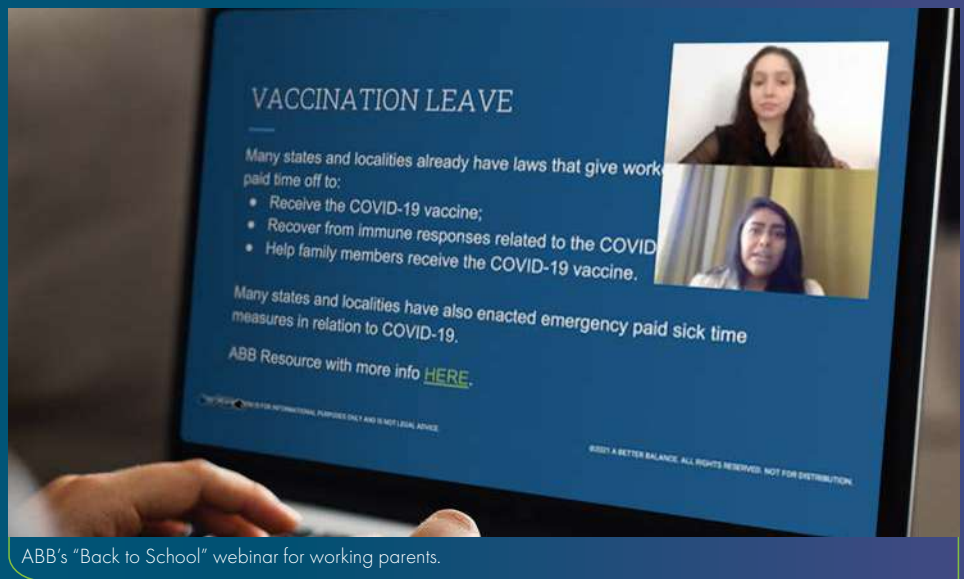 VACCINATION LEAVE
Many states and localities already have laws that give work
paid time off to:
• Receive the COVID-19 vaccine;
• Recover from immune responses related to the COVID
• Help family members receive the COVID-19 vaccine.
Many states and localities have also enacted emergency paid sick time
measures in relation to COVID-19.
ABB Resource with more info HERE.
IS FOR INFORMATIONAL PURPOSES ONLY AND IS NOT LEGAL ADVICE.
©2021 A BETTER BALANCE. ALL RIGHTS RESERVED. NOT FOR DISTRIBUTION.
ABB’s “Back to School” webinar for working parents.